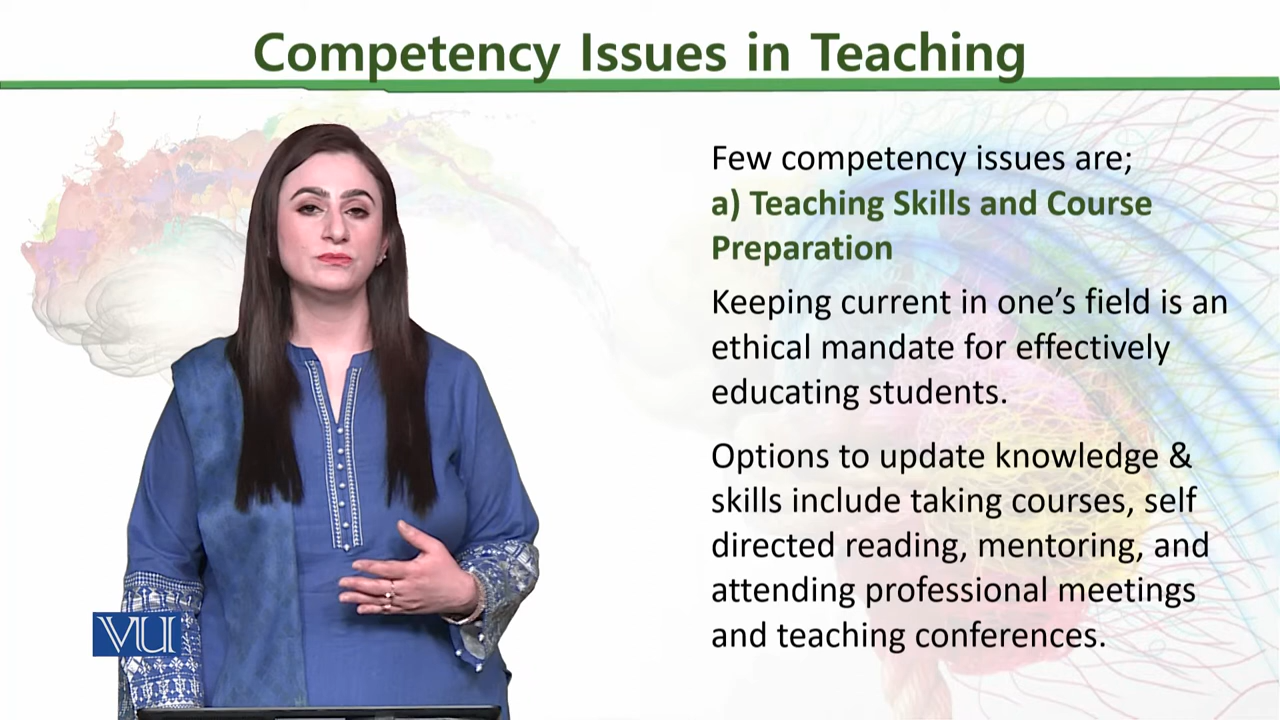 Competency Issues in Teaching
Few competency issues are;
a) Teaching Skills and Course
Preparation
Keeping current in one’s field is an
ethical mandate for effectively
educating students.
Options to update knowledge &
skills include taking courses, self
directed reading, mentoring, and
attending professional meetings
and teaching conferences.
VU